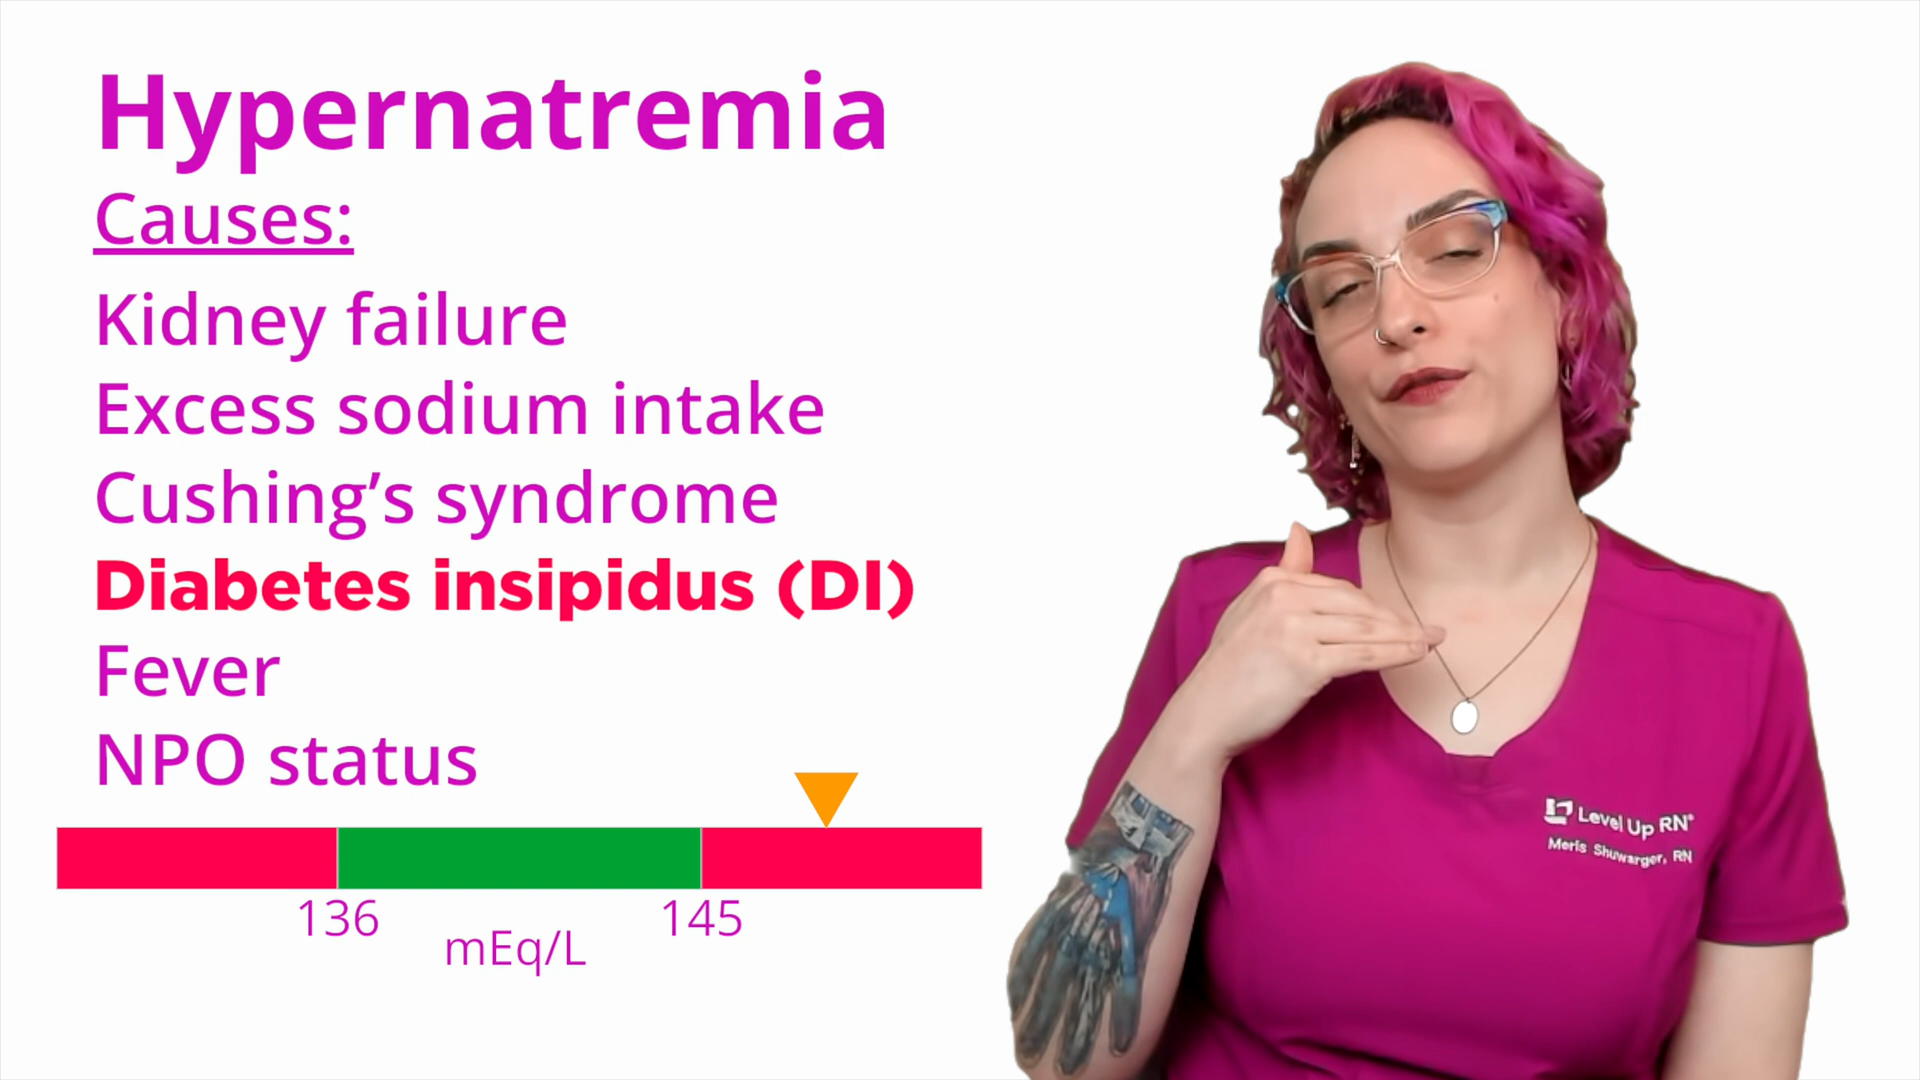 Hypernatremia
Causes:
Kidney failure
Excess sodium intake
Cushing’s syndrome
Diabetes insipidus (DI)
Fever
NPO status
136
145
mEq/L
Level Up RN®
Meris Shuwarger, RN